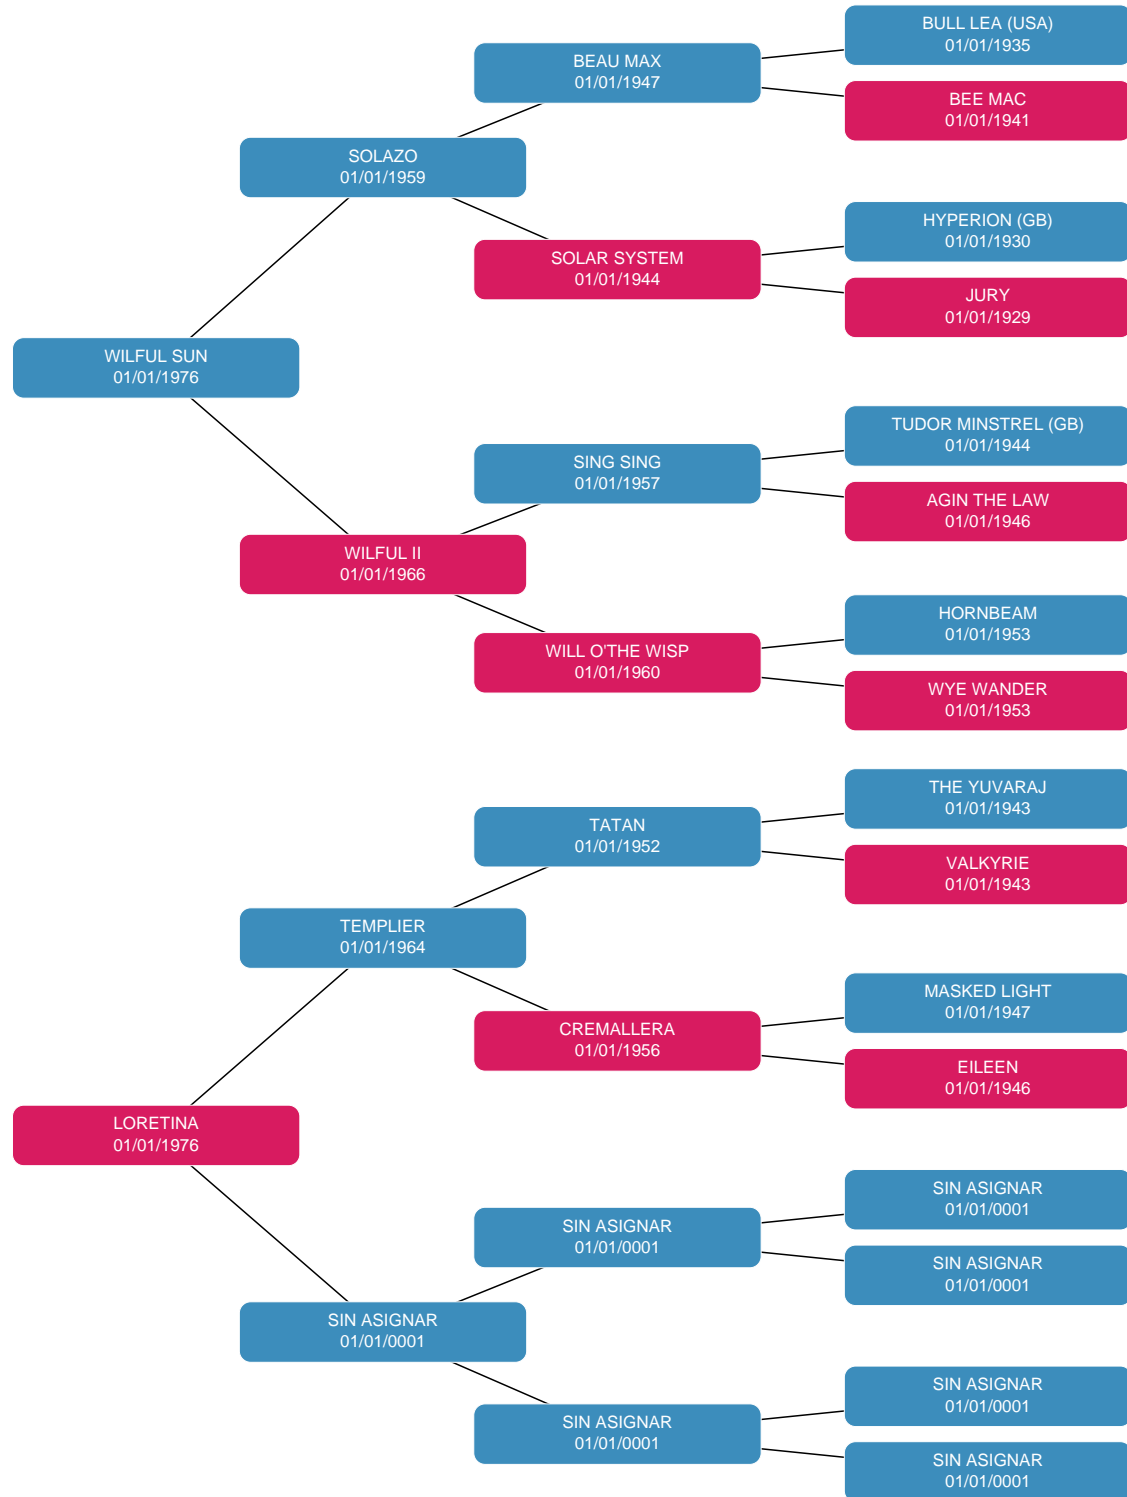 BULL LEA (USA)
01/01/1935
BEAU MAX
01/01/1947
BEE MAC
01/01/1941
SOLAZO
01/01/1959
HYPERION (GB)
01/01/1930
SOLAR SYSTEM
01/01/1944
JURY
01/01/1929
WILFUL SUN
01/01/1976
TUDOR MINSTREL (GB)
01/01/1944
SING SING
01/01/1957
AGIN THE LAW
01/01/1946
WILFUL II
01/01/1966
HORNBEAM
01/01/1953
WILL O'THE WISP
01/01/1960
WYE WANDER
01/01/1953
THE YUVARAJ
01/01/1943
TATAN
01/01/1952
VALKYRIE
01/01/1943
TEMPLIER
01/01/1964
MASKED LIGHT
01/01/1947
CREMALLERA
01/01/1956
EILEEN
01/01/1946
LORETINA
01/01/1976
SIN ASIGNAR
01/01/0001
SIN ASIGNAR
01/01/0001
SIN ASIGNAR
01/01/0001
SIN ASIGNAR
01/01/0001
SIN ASIGNAR
01/01/0001
SIN ASIGNAR
01/01/0001
SIN ASIGNAR
01/01/0001